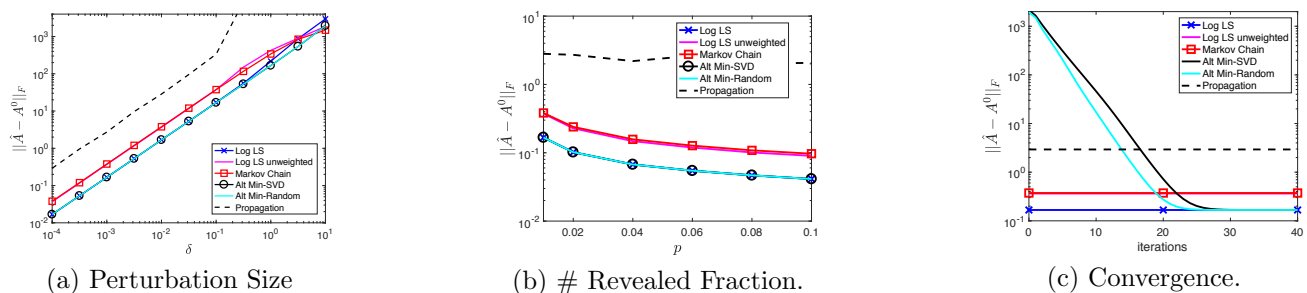 ||Â − A⁰||_F
10^3
10^2
10^1
10^0
10^-1
10^-2
Log LS
Log LS unweighted
Markov Chain
Alt Min-SVD
Alt Min-Random
Propagation
10^-4 10^-3 10^-2 10^-1 10^0 10^1
δ
(a) Perturbation Size
||Â − A⁰||_F
10^1
10^0
10^-1
10^-2
Log LS
Log LS unweighted
Markov Chain
Alt Min-SVD
Alt Min-Random
Propagation
0.02 0.04 0.06 0.08 0.1
p
(b) # Revealed Fraction.
||Â − A⁰||_F
10^3
10^2
10^1
10^0
10^-1
Log LS
Log LS unweighted
Markov Chain
Alt Min-SVD
Alt Min-Random
Propagation
0 10 20 30 40
iterations
(c) Convergence.